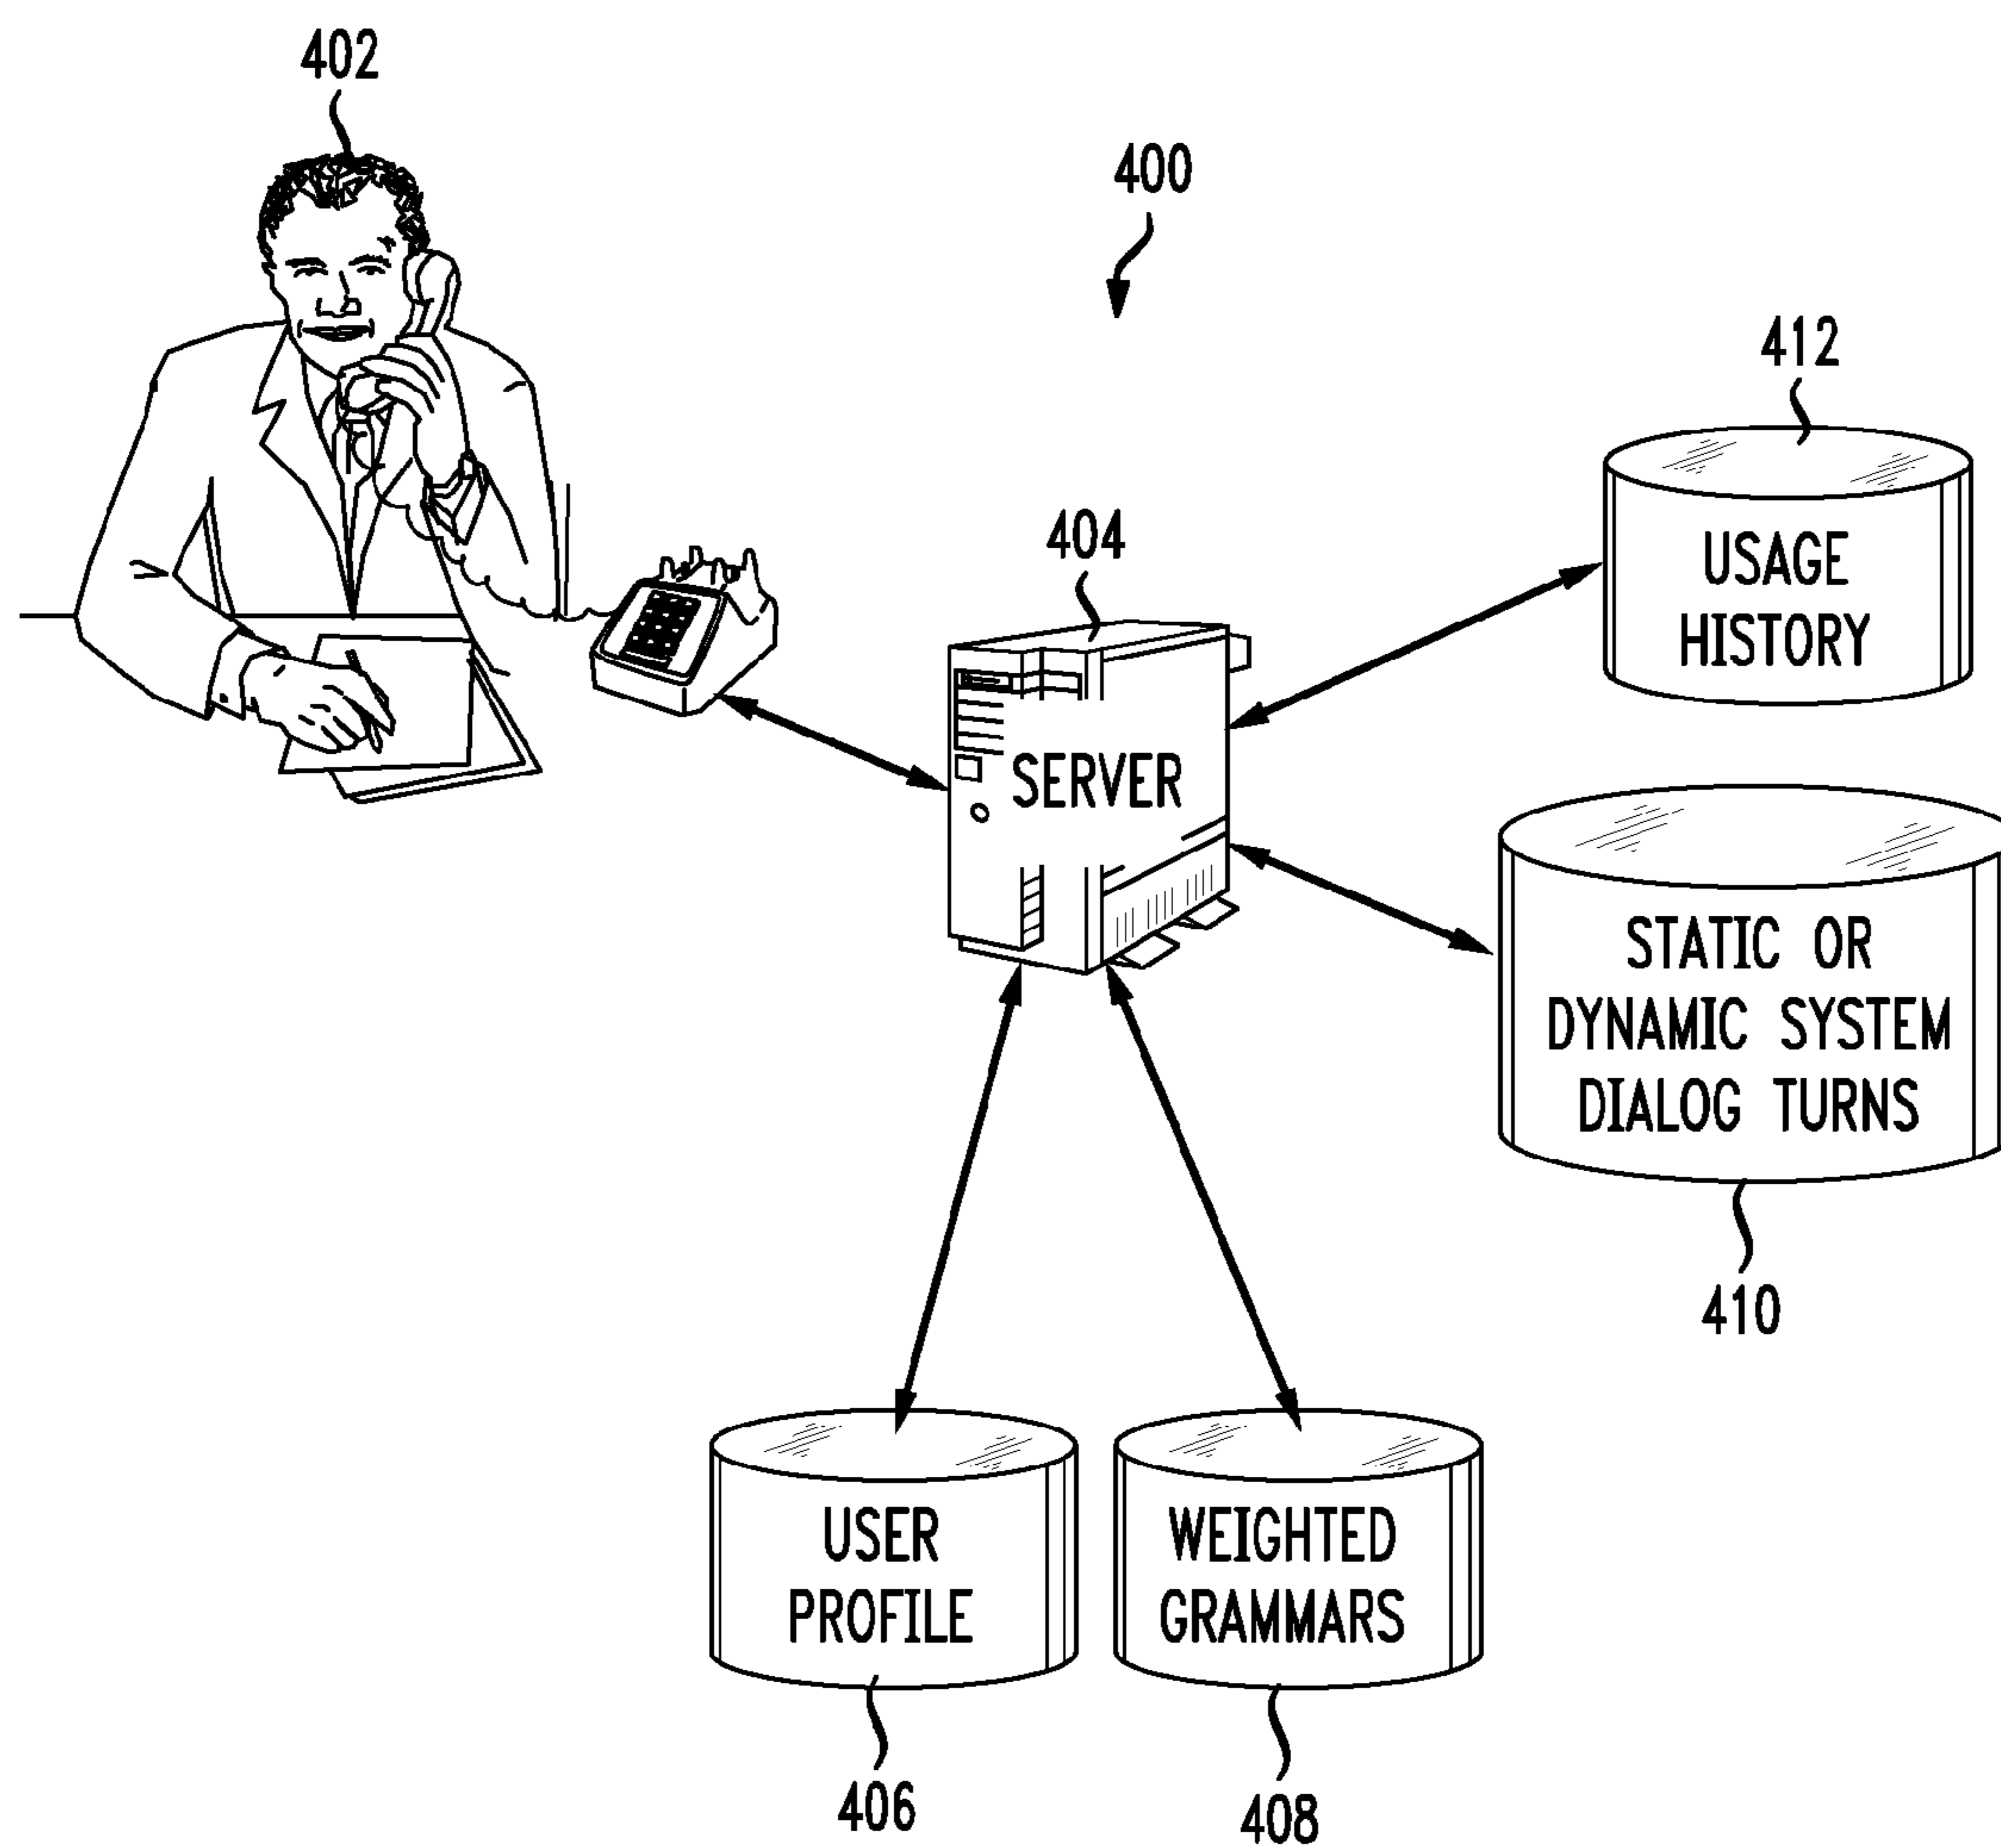 402
400
412
USAGE
HISTORY
404
SERVER
STATIC OR
DYNAMIC SYSTEM
DIALOG TURNS
410
USER
PROFILE
406
WEIGHTED
GRAMMARS
408